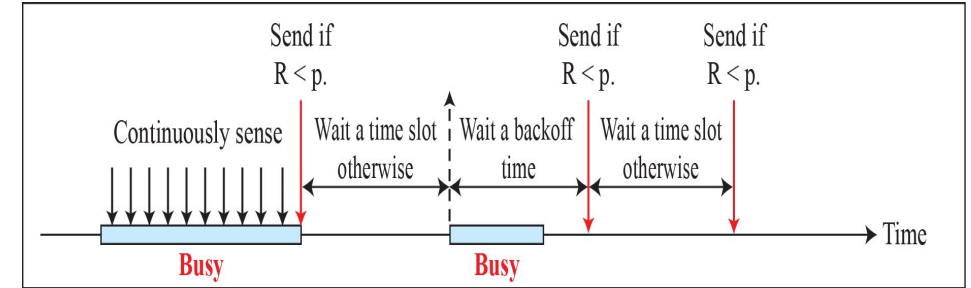 Send if
R < p.
Send if
R < p.
Send if
R < p.
Continuously sense
Wait a time slot
otherwise
Wait a backoff
time
Wait a time slot
otherwise
Time
Busy
Busy